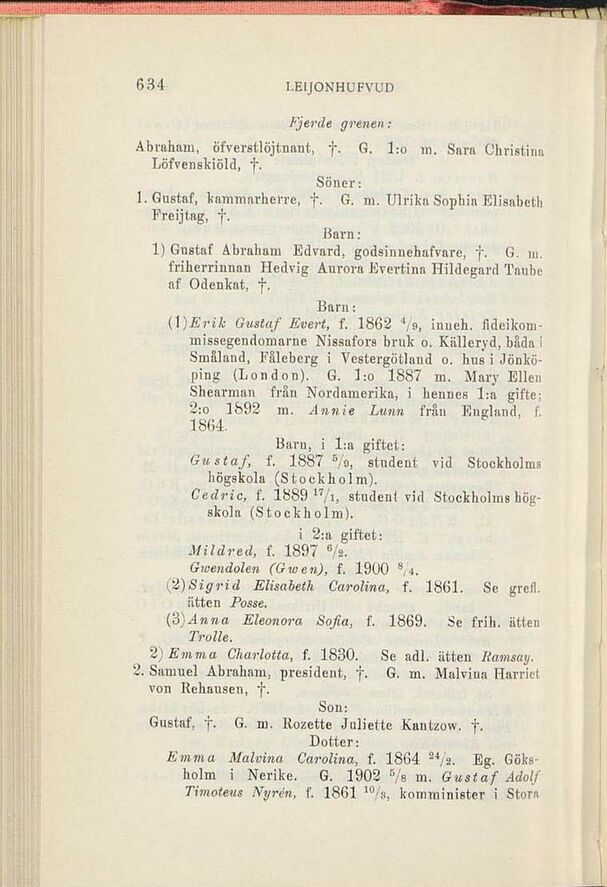 634 LEIJONHUFVUD
Fjerde grenen:
Abraham, öfverstlöjtnant, †. G. 1:o m. Sara Christina
Löfvenskiöld, †.
Söner:
1. Gustaf, kammarherre, †. G. m. Ulrika Sophia Elisabeth
Freijtag, †.
Barn:
1) Gustaf Abraham Edvard, godsinnehafvare, †. G. m.
friherrinnan Hedvig Aurora Evertina Hildegard Taube
af Odenkat, †.
Barn:
(1) Erik Gustaf Evert, f. 1862 4/9, inneh. fideikom-
missegendomarne Nissafors bruk o. Källeryd, båda i
Småland, Fåleberg i Vestergötland o. hus i Jönkö-
ping (London). G. 1:o 1887 m. Mary Ellen
Shearman från Nordamerika, i hennes 1:a gifte;
2:o 1892 m. Annie Lunn från England, f.
1864.
Barn, i 1:a giftet:
Gustaf, f. 1887 5/9, student vid Stockholms
högskola (Stockholm).
Cedric, f. 1889 17/1, student vid Stockholms hög-
skola (Stockholm).
i 2:a giftet:
Mildred, f. 1897 6/2.
Gwendolen (Gwen), f. 1900 8/4.
(2) Sigrid Elisabeth Carolina, f. 1861. Se grefl.
ätten Posse.
(3) Anna Eleonora Sofia, f. 1869. Se frih. ätten
Trolle.
2) Emma Charlotta, f. 1830. Se adl. ätten Ramsay.
2. Samuel Abraham, president, †. G. m. Malvina Harriet
von Rehausen, †.
Son:
Gustaf, †. G. m. Rozette Juliette Kantzow. †.
Dotter:
Emma Malvina Carolina, f. 1864 24/2. Eg. Göks-
holm i Nerike. G. 1902 5/8 m. Gustaf Adolf
Timoteus Nyrén, f. 1861 10/3, komminister i Stora